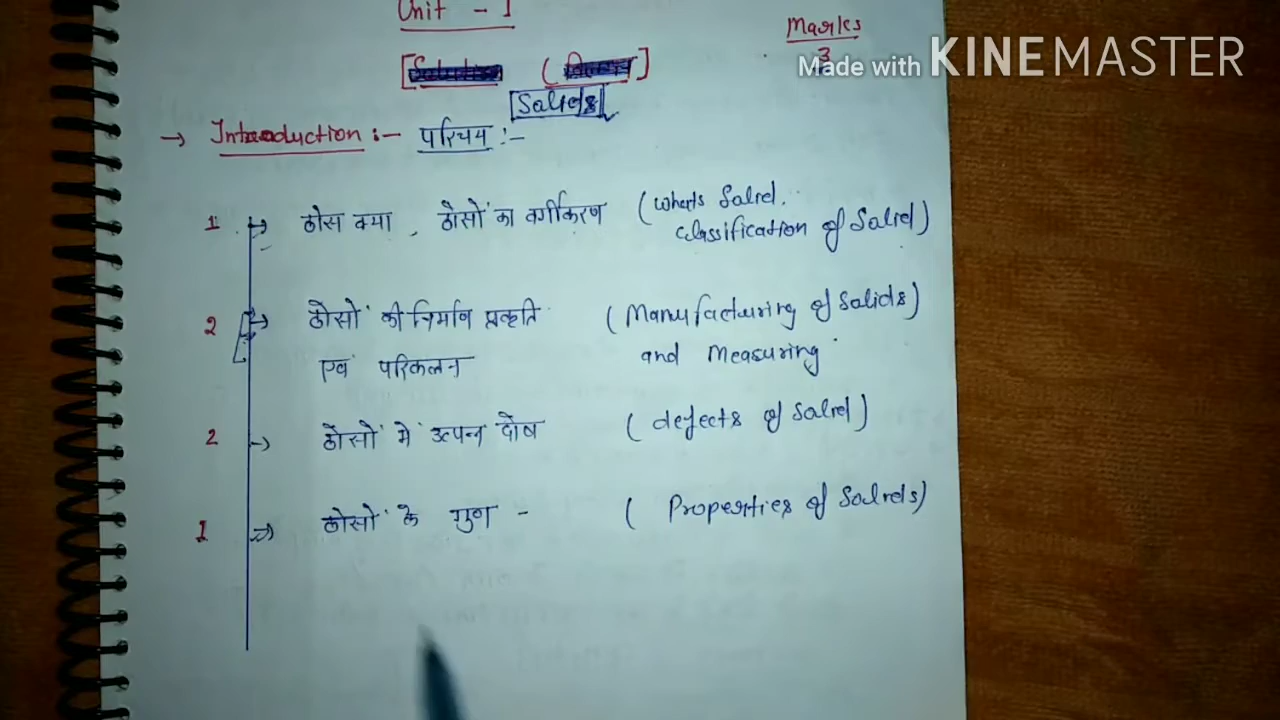 Unit - I
Marks
3
Made with KINEMASTER
[Solids]
→ Introduction :- परिचय :-
1 → ठोस क्या , ठोसों का वर्गीकरण (whats Solid.
classification of Solid)
2 → ठोसों की निर्माण प्रकृति (Manufacturing of Solids)
एवं परिकलन and measuring
2 → ठोसों मे उत्पन्न दोष (defects of Solid)
1 → ठोसों के गुण - (Properties of Solids)